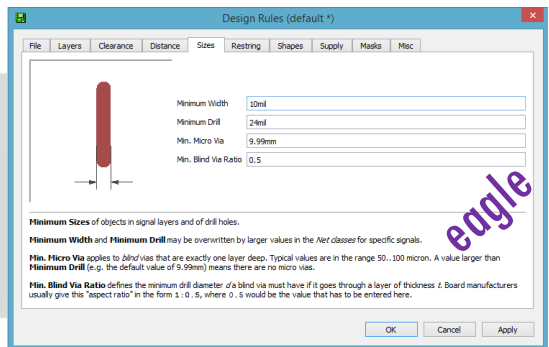 Design Rules (default *)
File Layers Clearance Distance Sizes Restring Shapes Supply Masks Misc
Minimum Width 10mil
Minimum Drill 24mil
Min. Micro Via 9.99mm
Min. Blind Via Ratio 0.5
eagle
Minimum Sizes of objects in signal layers and of drill holes.
Minimum Width and Minimum Drill may be overwritten by larger values in the Net classes for specific signals.
Min. Micro Via applies to blind vias that are exactly one layer deep. Typical values are in the range 50..100 micron. A value larger than
Minimum Drill (e.g. the default value of 9.99mm) means there are no micro vias.
Min. Blind Via Ratio defines the minimum drill diameter d a blind via must have if it goes through a layer of thickness t. Board manufacturers
usually give this "aspect ratio" in the form 1:0.5, where 0.5 would be the value that has to be entered here.
OK Cancel Apply